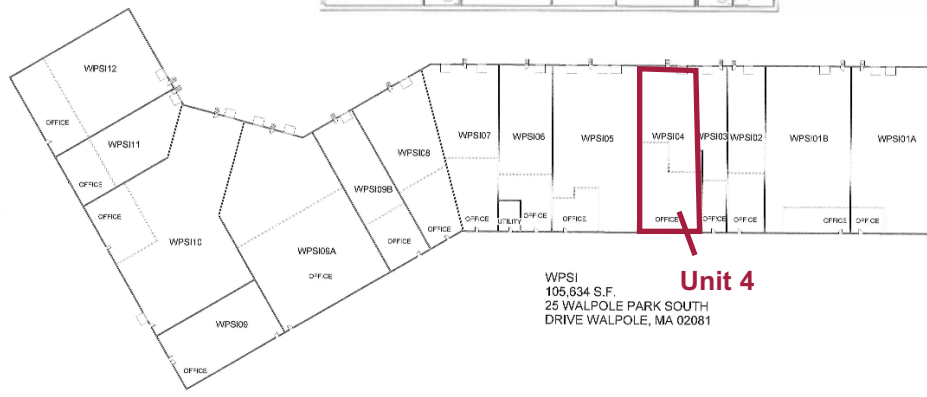 WPSI12
OFFICE
WPSI11
OFFICE
OFFICE
WPSI10
WPSI09
OFFICE
WPSI09A
OFFICE
WPSI09B
OFFICE
WPSI08
OFFICE
WPSI07
OFFICE
WPSI06
UTILITY
OFFICE
WPSI05
OFFICE
WPSI04
OFFICE
WPSI03
OFFICE
WPSI02
OFFICE
WPSI01B
OFFICE
WPSI01A
OFFICE
Unit 4
WPSI
105,634 S.F.
25 WALPOLE PARK SOUTH
DRIVE WALPOLE, MA 02081